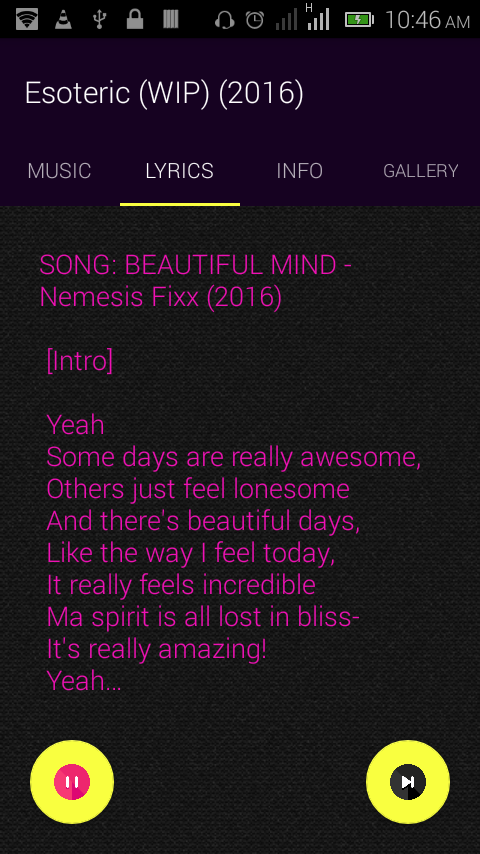 H
10:46 AM
Esoteric (WIP) (2016)
MUSIC LYRICS INFO GALLERY
SONG: BEAUTIFUL MIND -
Nemesis Fixx (2016)
[Intro]
Yeah
Some days are really awesome,
Others just feel lonesome
And there's beautiful days,
Like the way I feel today,
It really feels incredible
Ma spirit is all lost in bliss-
It's really amazing!
Yeah...